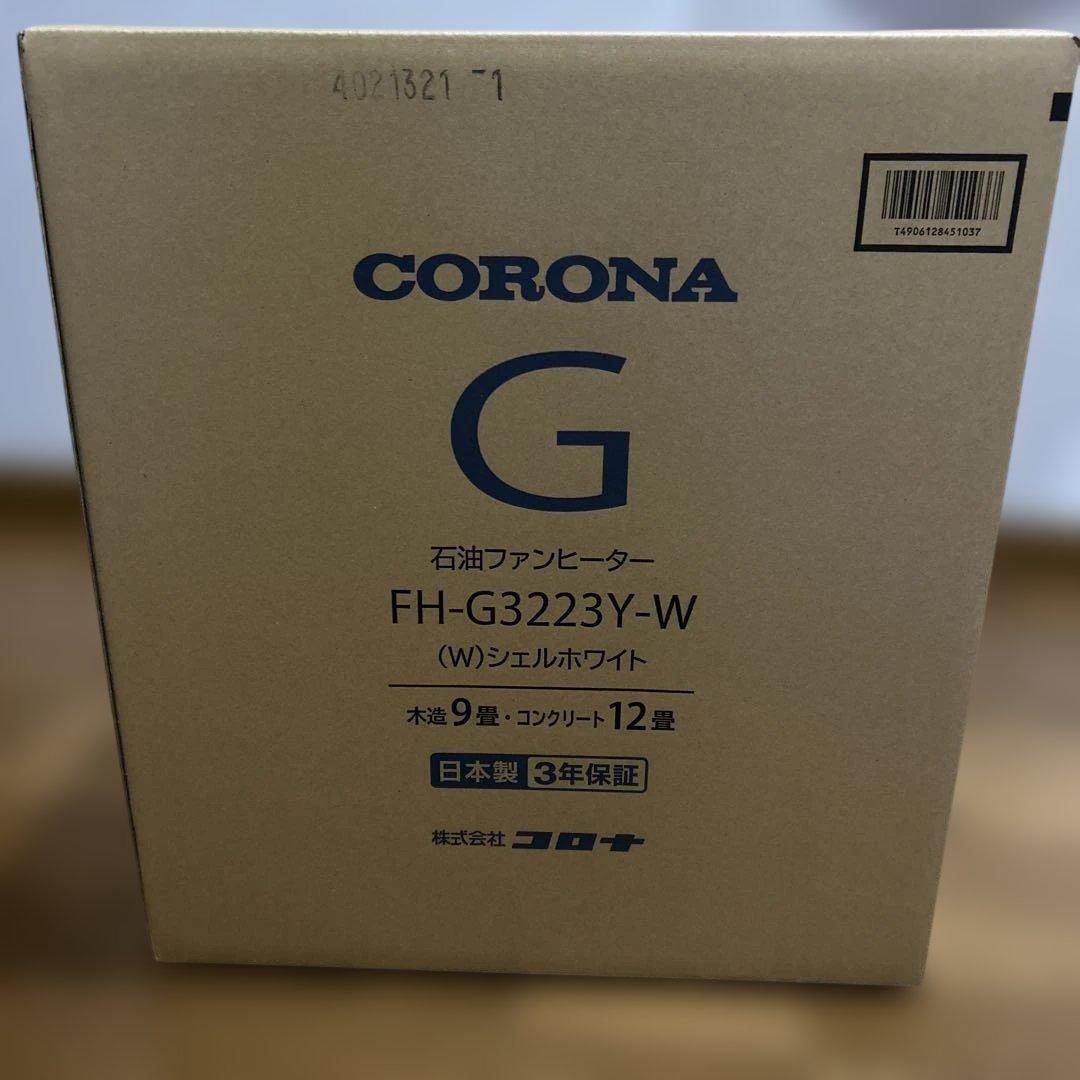 4021321 -1
T4906128451037
CORONA
G
石油ファンヒーター
FH-G3223Y-W
(W)シェルホワイト
木造9畳・コンクリート12畳
日本製 3年保証
株式会社 コロナ